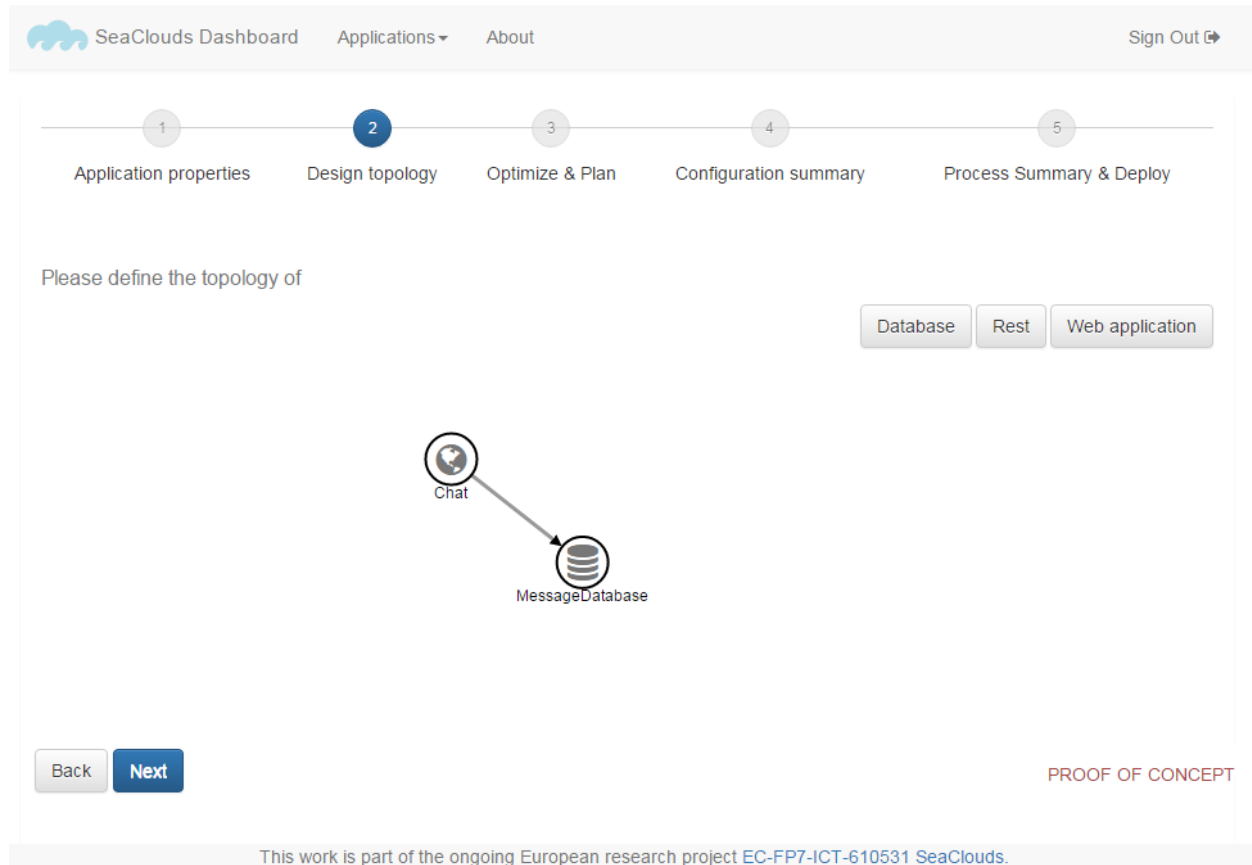 SeaClouds Dashboard Applications About Sign Out
1 2 3 4 5
Application properties Design topology Optimize & Plan Configuration summary Process Summary & Deploy
Please define the topology of
Database Rest Web application
Chat
MessageDatabase
Back Next
PROOF OF CONCEPT
This work is part of the ongoing European research project EC-FP7-ICT-610531 SeaClouds.